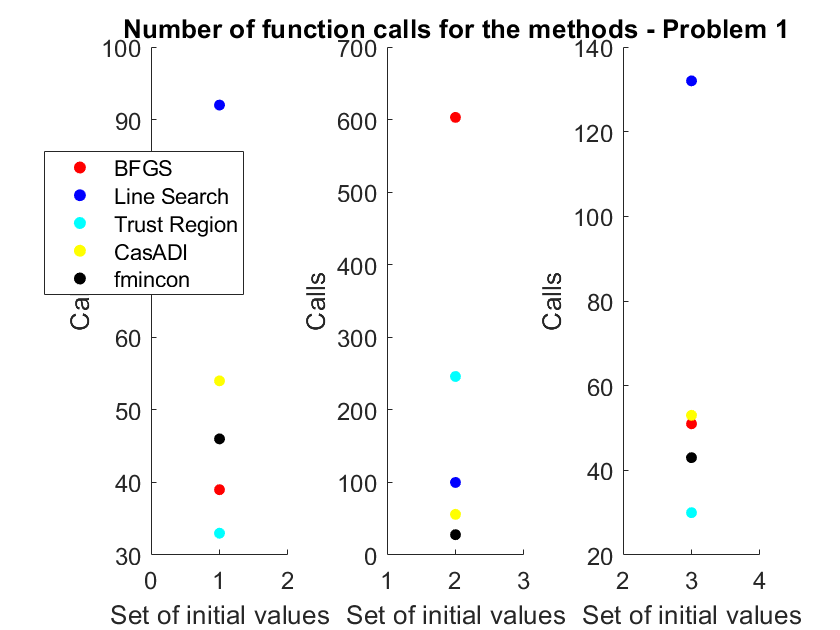 Number of function calls for the methods - Problem 1
100
90
60
50
40
30
0
1
2
Ca
Set of initial values
BFGS
Line Search
Trust Region
CasADI
fmincon
700
600
500
400
300
200
100
0
1
2
3
Calls
Set of initial values
140
120
100
80
60
40
20
2
3
4
Calls
Set of initial values